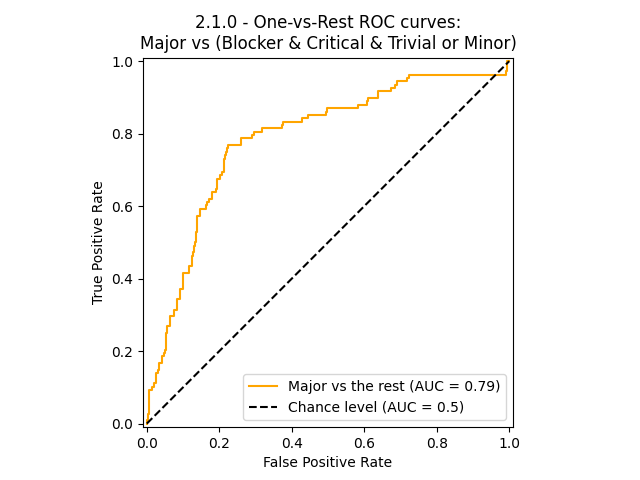 2.1.0 - One-vs-Rest ROC curves:
Major vs (Blocker & Critical & Trivial or Minor)
1.0
0.8
0.6
0.4
0.2
0.0
True Positive Rate
Major vs the rest (AUC = 0.79)
Chance level (AUC = 0.5)
0.0 0.2 0.4 0.6 0.8 1.0
False Positive Rate